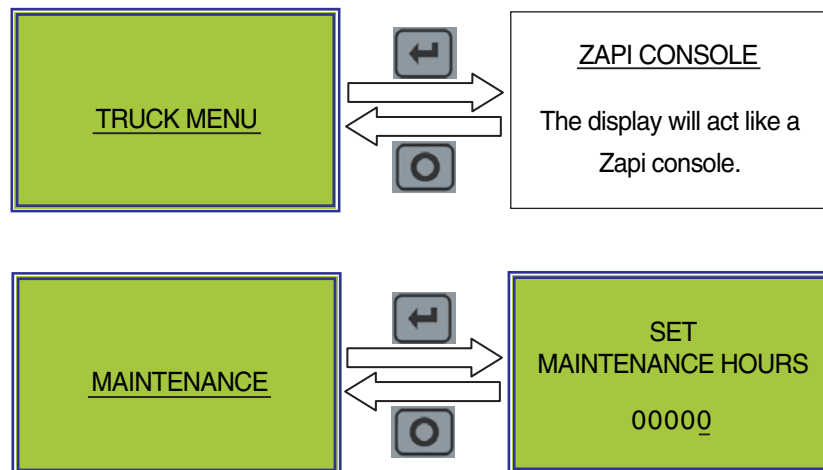 TRUCK MENU
ZAPI CONSOLE
The display will act like a
Zapi console.
MAINTENANCE
SET
MAINTENANCE HOURS
00000